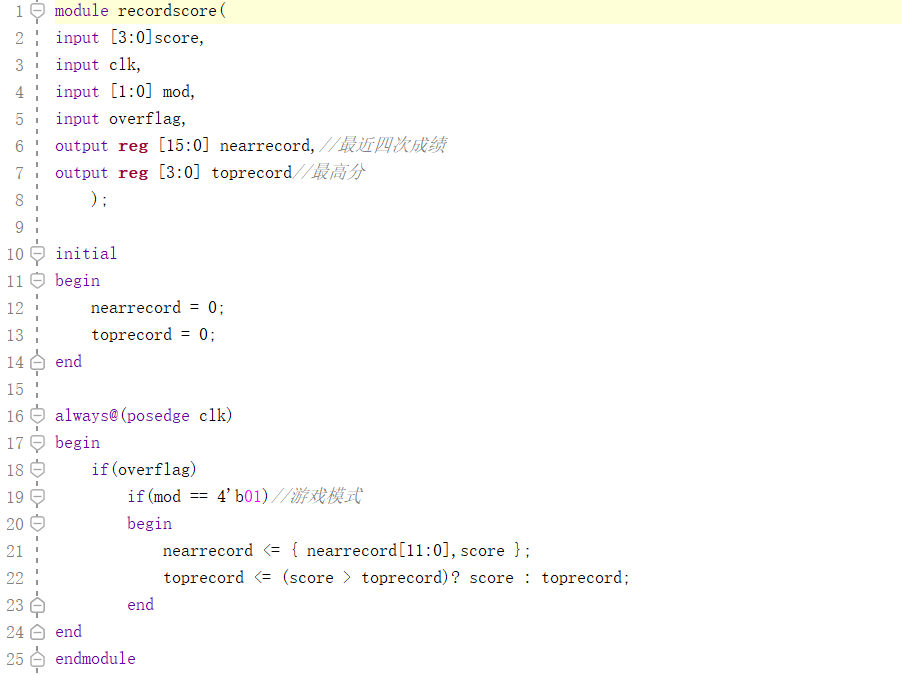 1 module recordscore(
2 input [3:0]score,
3 input clk,
4 input [1:0] mod,
5 input overflag,
6 output reg [15:0] nearrecord,//最近四次成绩
7 output reg [3:0] toprecord//最高分
8 );
9
10 initial
11 begin
12 nearrecord = 0;
13 toprecord = 0;
14 end
15
16 always@(posedge clk)
17 begin
18 if(overflag)
19 if(mod == 4'b01)//游戏模式
20 begin
21 nearrecord <= { nearrecord[11:0],score };
22 toprecord <= (score > toprecord)? score : toprecord;
23 end
24 end
25 endmodule